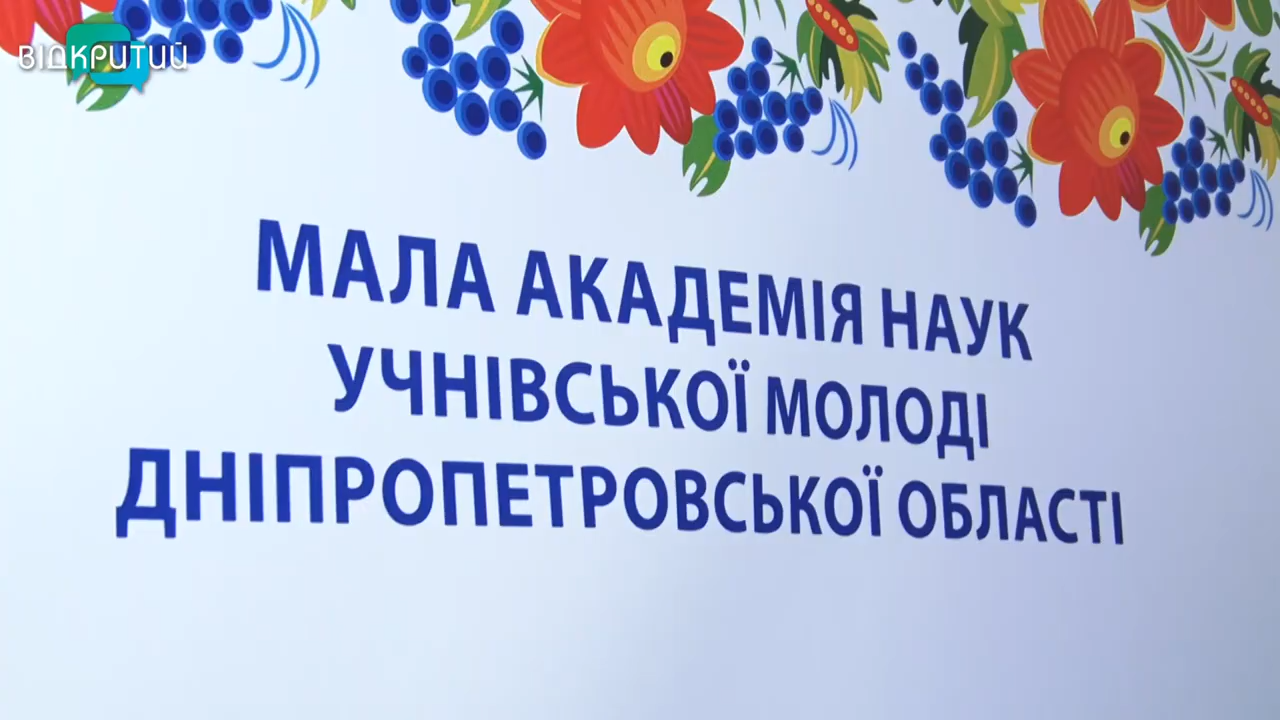 ВІДКРИТИЙ
МАЛА АКАДЕМІЯ НАУК
УЧНІВСЬКОЇ МОЛОДІ
ДНІПРОПЕТРОВСЬКОЇ ОБЛАСТІ